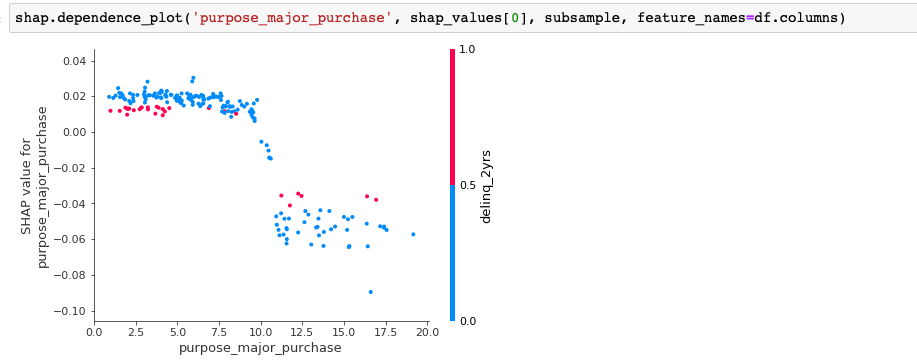 shap.dependence_plot('purpose_major_purchase', shap_values[0], subsample, feature_names=df.columns)
0.04
0.02
0.00
−0.02
−0.04
−0.06
−0.08
−0.10
SHAP value for
purpose_major_purchase
0.0 2.5 5.0 7.5 10.0 12.5 15.0 17.5 20.0
purpose_major_purchase
1.0
0.5
0.0
delinq_2yrs